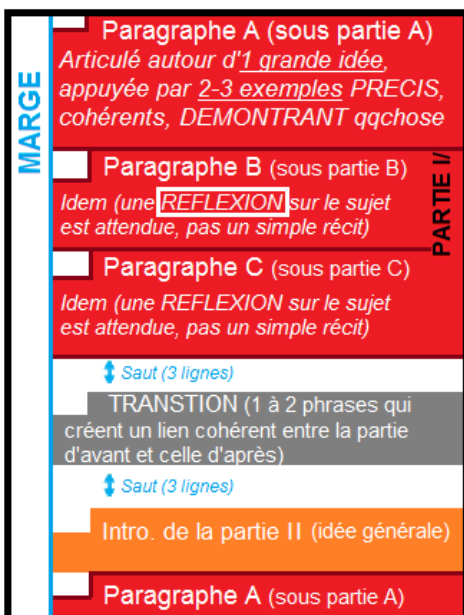 MARGE
Paragraphe A (sous partie A)
Articulé autour d'1 grande idée,
appuyée par 2-3 exemples PRECIS,
cohérents, DEMONTRANT qqchose
PARTIE I/
Paragraphe B (sous partie B)
Idem (une REFLEXION sur le sujet
est attendue, pas un simple récit)
Paragraphe C (sous partie C)
Idem (une REFLEXION sur le sujet
est attendue, pas un simple récit)
Saut (3 lignes)
TRANSTION (1 à 2 phrases qui
créent un lien cohérent entre la partie
d'avant et celle d'après)
Saut (3 lignes)
Intro. de la partie II (idée générale)
Paragraphe A (sous partie A)